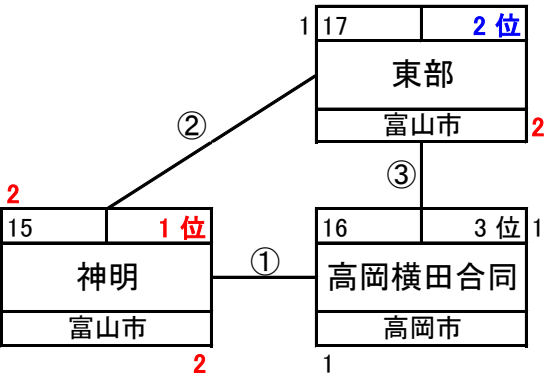 1 17 2 位
東部
富山市 2
②
③
2
15 1 位
神明
富山市
2
①
16 3 位 1
高岡横田合同
高岡市
1